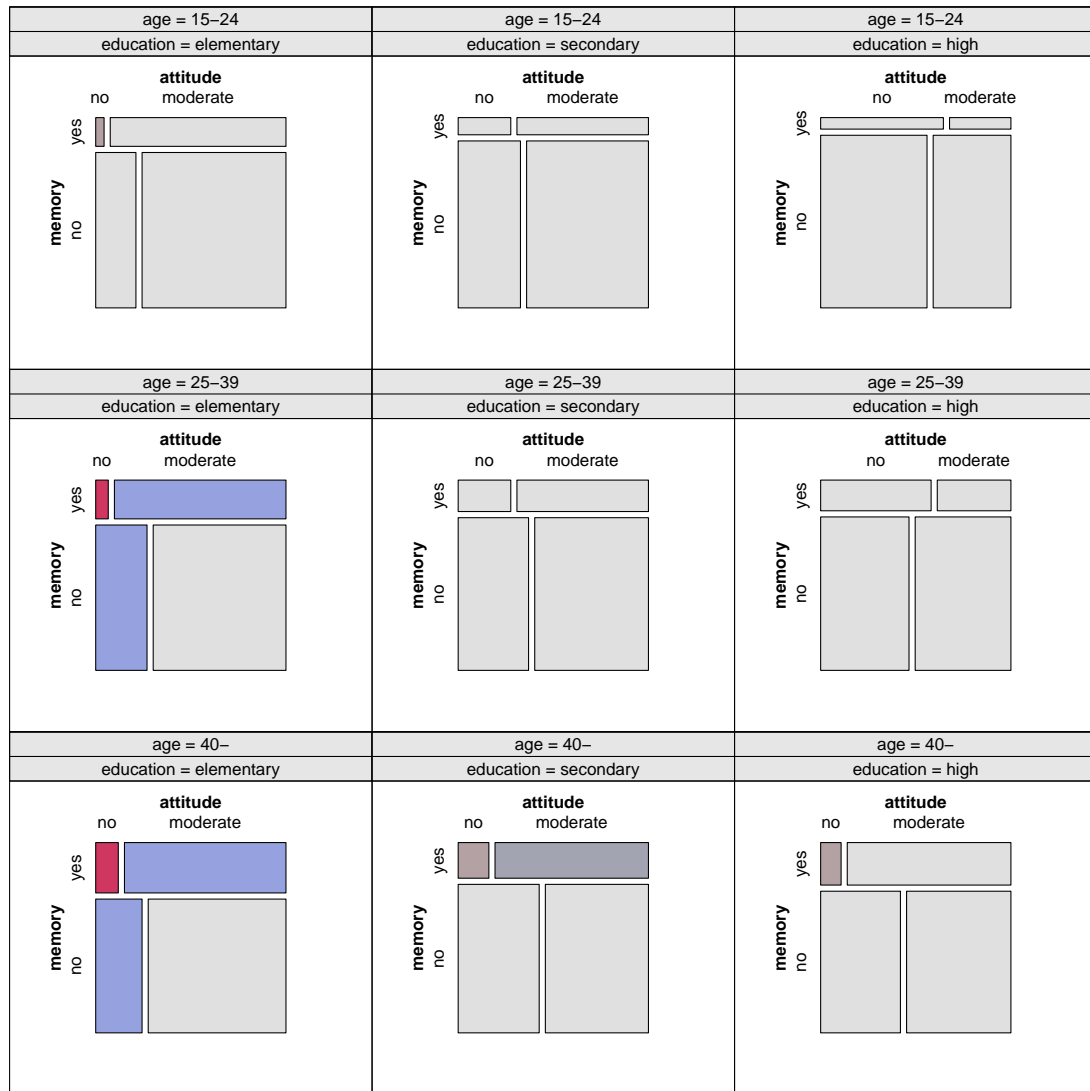 age = 15−24
education = elementary
attitude
no moderate
memory
yes
no
age = 15−24
education = secondary
attitude
no moderate
memory
yes
no
age = 15−24
education = high
attitude
no moderate
memory
yes
no
age = 25−39
education = elementary
attitude
no moderate
memory
yes
no
age = 25−39
education = secondary
attitude
no moderate
memory
yes
no
age = 25−39
education = high
attitude
no moderate
memory
yes
no
age = 40−
education = elementary
attitude
no moderate
memory
yes
no
age = 40−
education = secondary
attitude
no moderate
memory
yes
no
age = 40−
education = high
attitude
no moderate
memory
yes
no